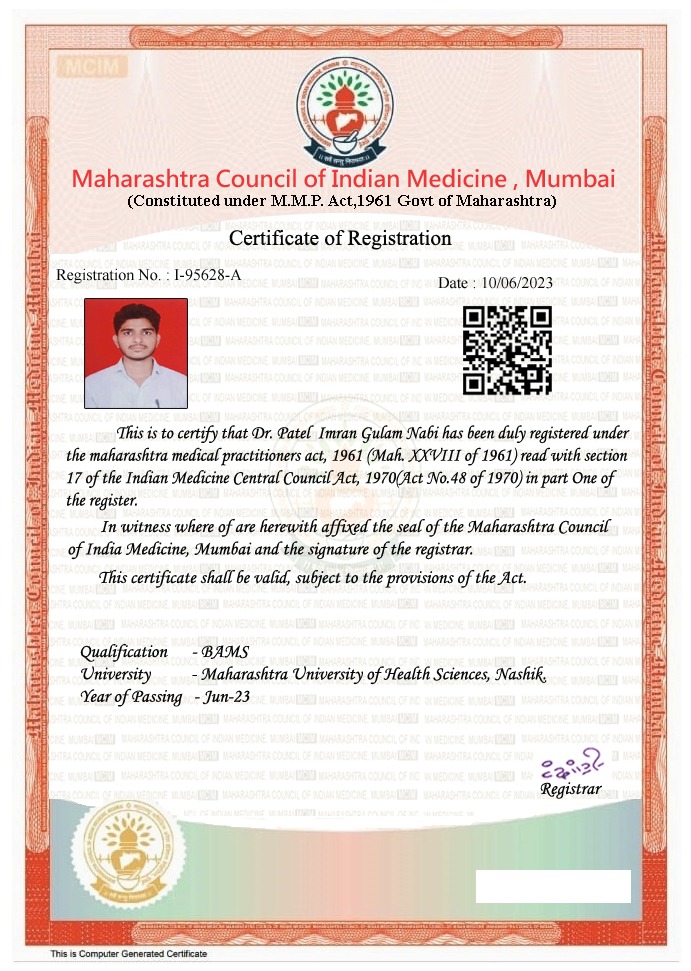 MCIM
Maharashtra Council of Indian Medicine , Mumbai
(Constituted under M.M.P. Act,1961 Govt of Maharashtra)
Certificate of Registration
Registration No. : I-95628-A
Date : 10/06/2023
This is to certify that Dr. Patel Imran Gulam Nabi has been duly registered under
the maharashtra medical practitioners act, 1961 (Mah. XXVIII of 1961) read with section
17 of the Indian Medicine Central Council Act, 1970(Act No.48 of 1970) in part One of
the register.
In witness where of are herewith affixed the seal of the Maharashtra Council
of India Medicine, Mumbai and the signature of the registrar.
This certificate shall be valid, subject to the provisions of the Act.
Qualification - BAMS
University - Maharashtra University of Health Sciences, Nashik.
Year of Passing - Jun-23
Registrar
This is Computer Generated Certificate